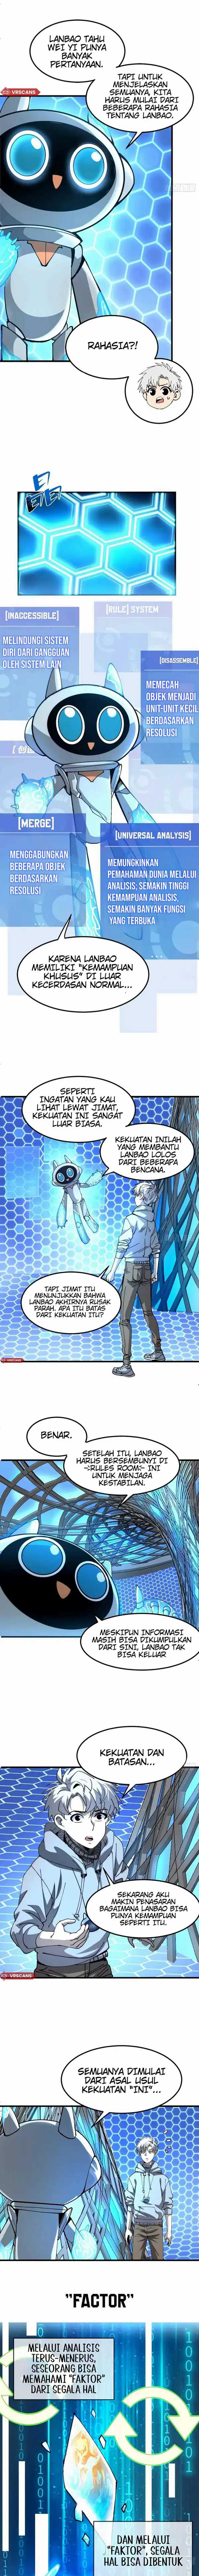 LANBAO TAHU
WEI YI PUNYA
BANYAK
PERTANYAAN.
TAPI UNTUK
MENJELASKAN
SEMUANYA, KITA
HARUS MULAI DARI
BEBERAPA RAHASIA
TENTANG LANBAO.
VRSCANS
RAHASIA?!
[INACCESSIBLE]
MELINDUNGI SISTEM
DIRI DARI GANGGUAN
OLEH SISTEM LAIN
[RULE] SYSTEM
[DISASSEMBLE]
MEMECAH
OBJEK MENJADI
UNIT-UNIT KECIL
BERDASARKAN
RESOLUSI
[MERGE]
MENGGABUNGKAN
BEBERAPA OBJEK
BERDASARKAN
RESOLUSI
[UNIVERSAL ANALYSIS]
MEMUNGKINKAN
PEMAHAMAN DUNIA MELALUI
ANALISIS; SEMAKIN TINGGI
KEMAMPUAN ANALISIS,
SEMAKIN BANYAK FUNGSI
YANG TERBUKA
KARENA LANBAO
MEMILIKI "KEMAMPUAN
KHUSUS" DI LUAR
KECERDASAN NORMAL...
SEPERTI
INGATAN YANG KAU
LIHAT LEWAT JIMAT,
KEKUATAN INI SANGAT
LUAR BIASA.
KEKUATAN INILAH
YANG MEMBANTU
LANBAO LOLOS
DARI BEBERAPA
BENCANA.
TAPI JIMAT ITU
MENUNJUKKAN BAHWA
LANBAO AKHIRNYA RUSAK
PARAH. APA ITU BATAS
DARI KEKUATAN ITU?
VRSCANS
BENAR.
SETELAH ITU, LANBAO
HARUS BERSEMBUNYI DI
-RULES ROOM- INI
UNTUK MENJAGA
KESTABILAN.
MESKIPUN INFORMASI
MASIH BISA DIKUMPULKAN
DARI SINI, LANBAO TAK
BISA KELUAR
KEKUATAN DAN
BATASAN...
SEKARANG AKU
MAKIN PENASARAN
BAGAIMANA LANBAO BISA
PUNYA KEMAMPUAN
SEPERTI ITU.
VRSCANS
SEMUANYA DIMULAI
DARI ASAL USUL
KEKUATAN "INI"...
"FACTOR"
MELALUI ANALISIS
TERUS-MENERUS,
SESEORANG BISA
MEMAHAMI "FAKTOR"
DARI SEGALA HAL
DAN MELALUI
"FAKTOR", SEGALA
HAL BISA DIBENTUK